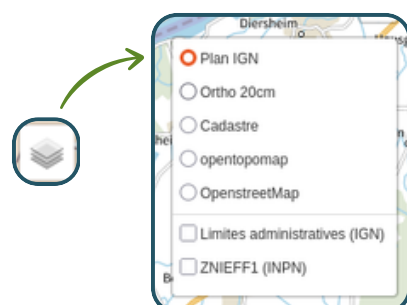 Diersheim
Plan IGN
Ortho 20cm
Cadastre
opentopomap
OpenstreetMap
Limites administratives (IGN)
ZNIEFF1 (INPN)